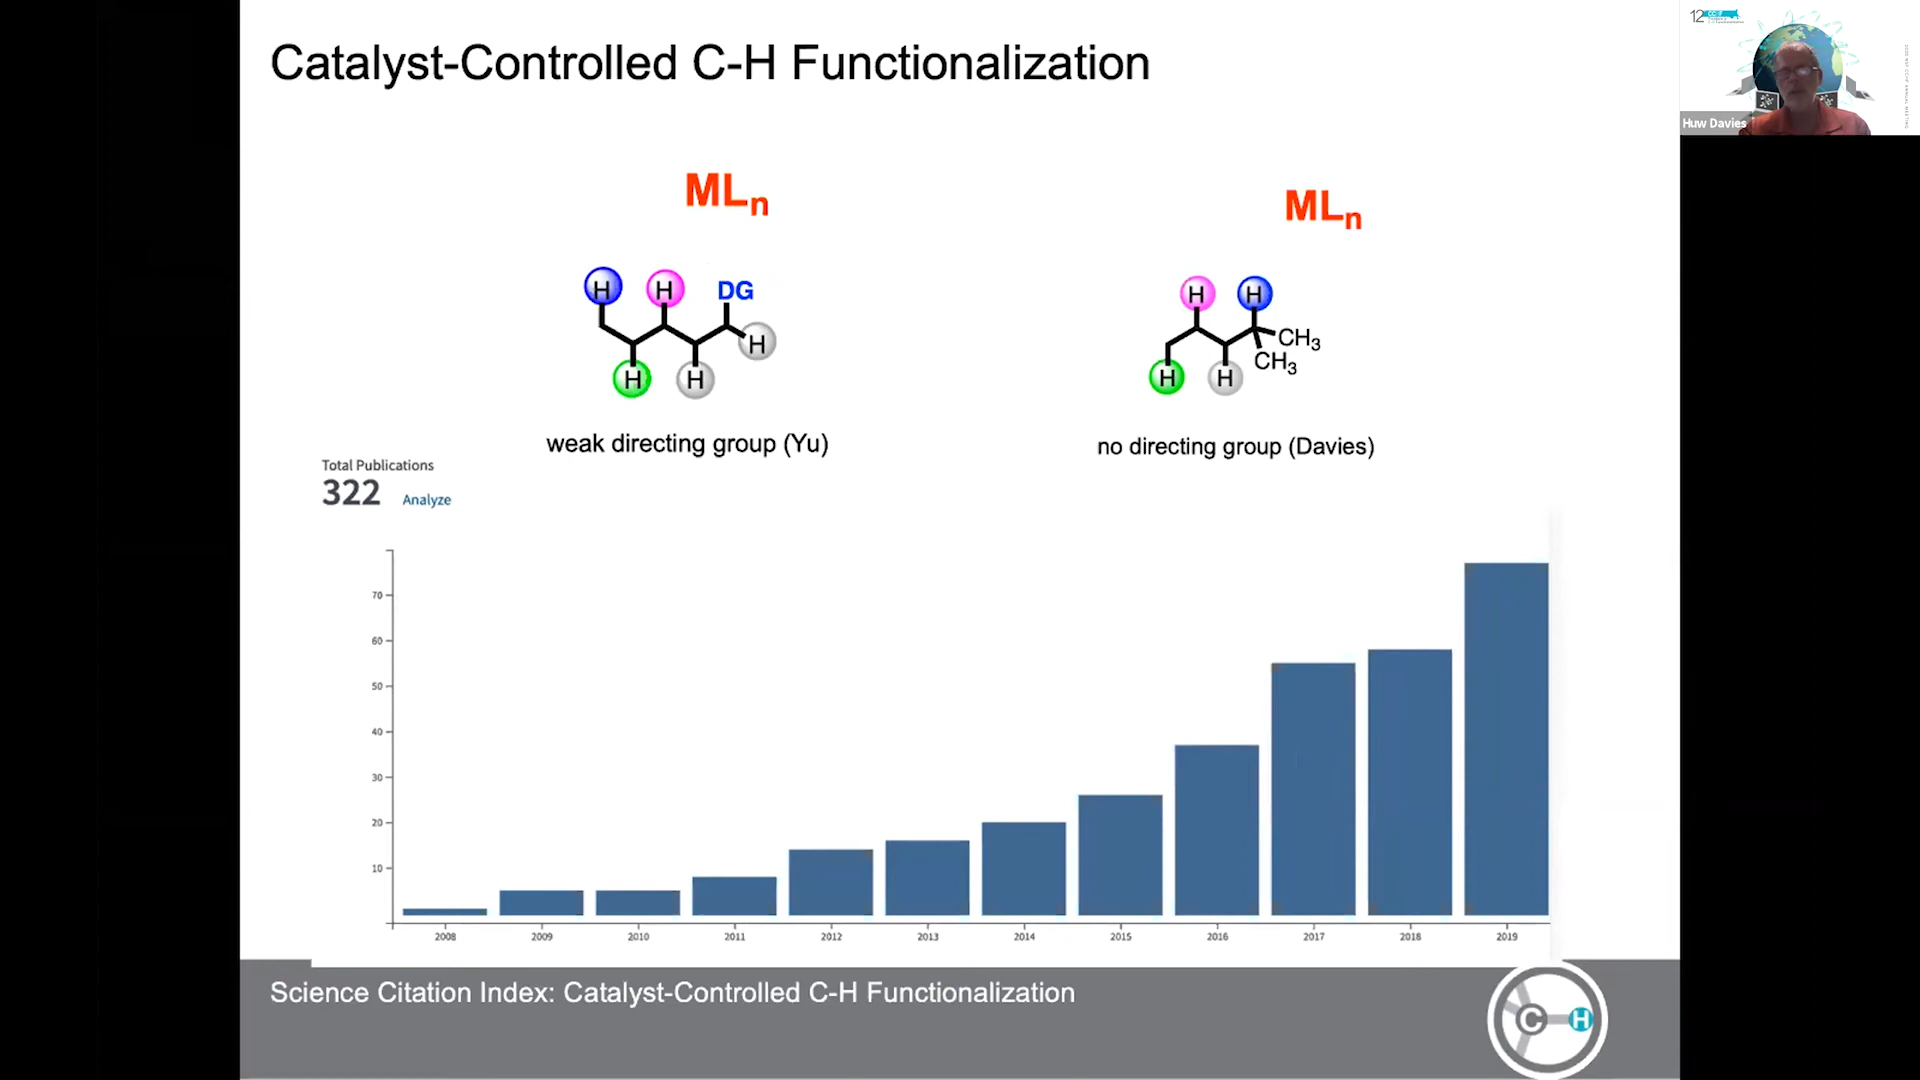 Catalyst-Controlled C-H Functionalization
12
Huw Davies
MLn
MLn
H H DG
H
H H
H H
CH3
CH3
H H
weak directing group (Yu)
no directing group (Davies)
Total Publications
322 Analyze
70
60
50
40
30
20
10
2008 2009 2010 2011 2012 2013 2014 2015 2016 2017 2018 2019
Science Citation Index: Catalyst-Controlled C-H Functionalization
C H